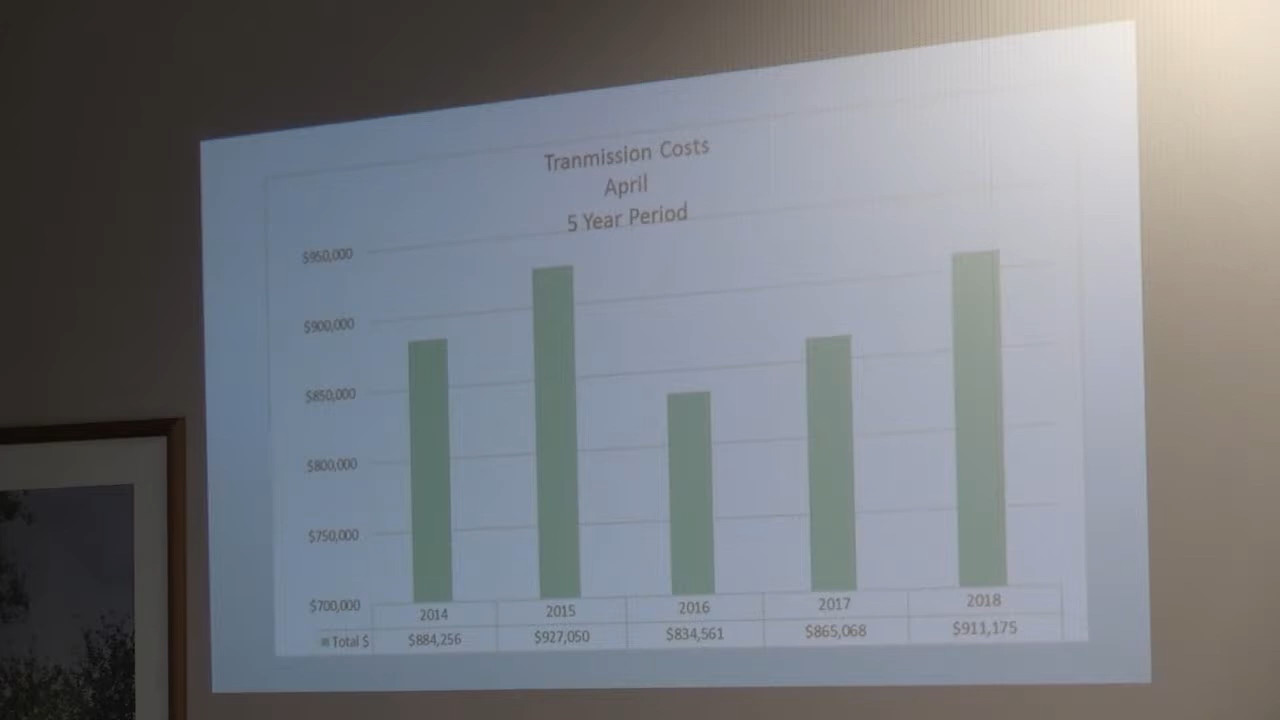 Tranmission Costs
April
5 Year Period
$950,000
$900,000
$850,000
$800,000
$750,000
$700,000
2014 2015 2016 2017 2018
Total $ $884,256 $927,050 $834,561 $865,068 $911,175